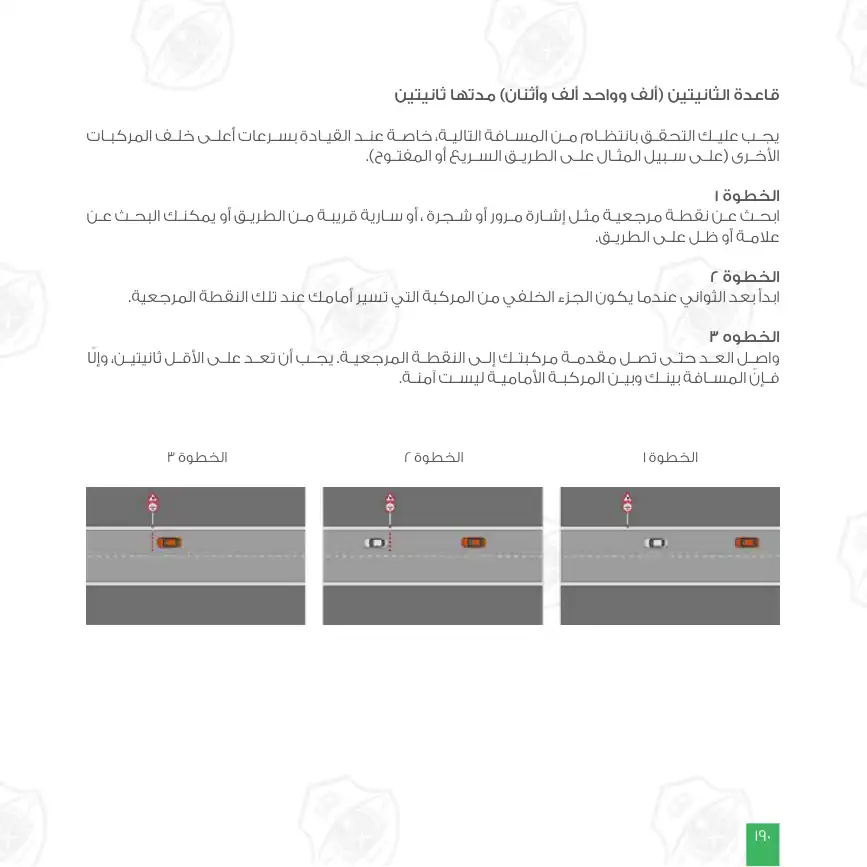 قاعدة الثانيتين (ألف وواحد ألف وأثنان) مدتها ثانيتين
يجب عليك التحقق بانتظام من المسافة التالية، خاصة عند القيادة بسرعات أعلى خلف المركبات
الأخرى (على سبيل المثال على الطريق السريع أو المفتوح).
الخطوة ١
ابحث عن نقطة مرجعية مثل إشارة مرور أو شجرة ، أو سارية قريبة من الطريق أو يمكنك البحث عن
علامة أو ظل على الطريق.
الخطوة ٢
ابدأ بعد الثواني عندما يكون الجزء الخلفي من المركبة التي تسير أمامك عند تلك النقطة المرجعية.
الخطوه ٣
واصل العد حتى تصل مقدمة مركبتك إلى النقطة المرجعية. يجب أن تعد على الأقل ثانيتين، وإلّا
فإنّ المسافة بينك وبين المركبة الأمامية ليست آمنة.
الخطوة ١
الخطوة ٢
الخطوة ٣
١٩٠